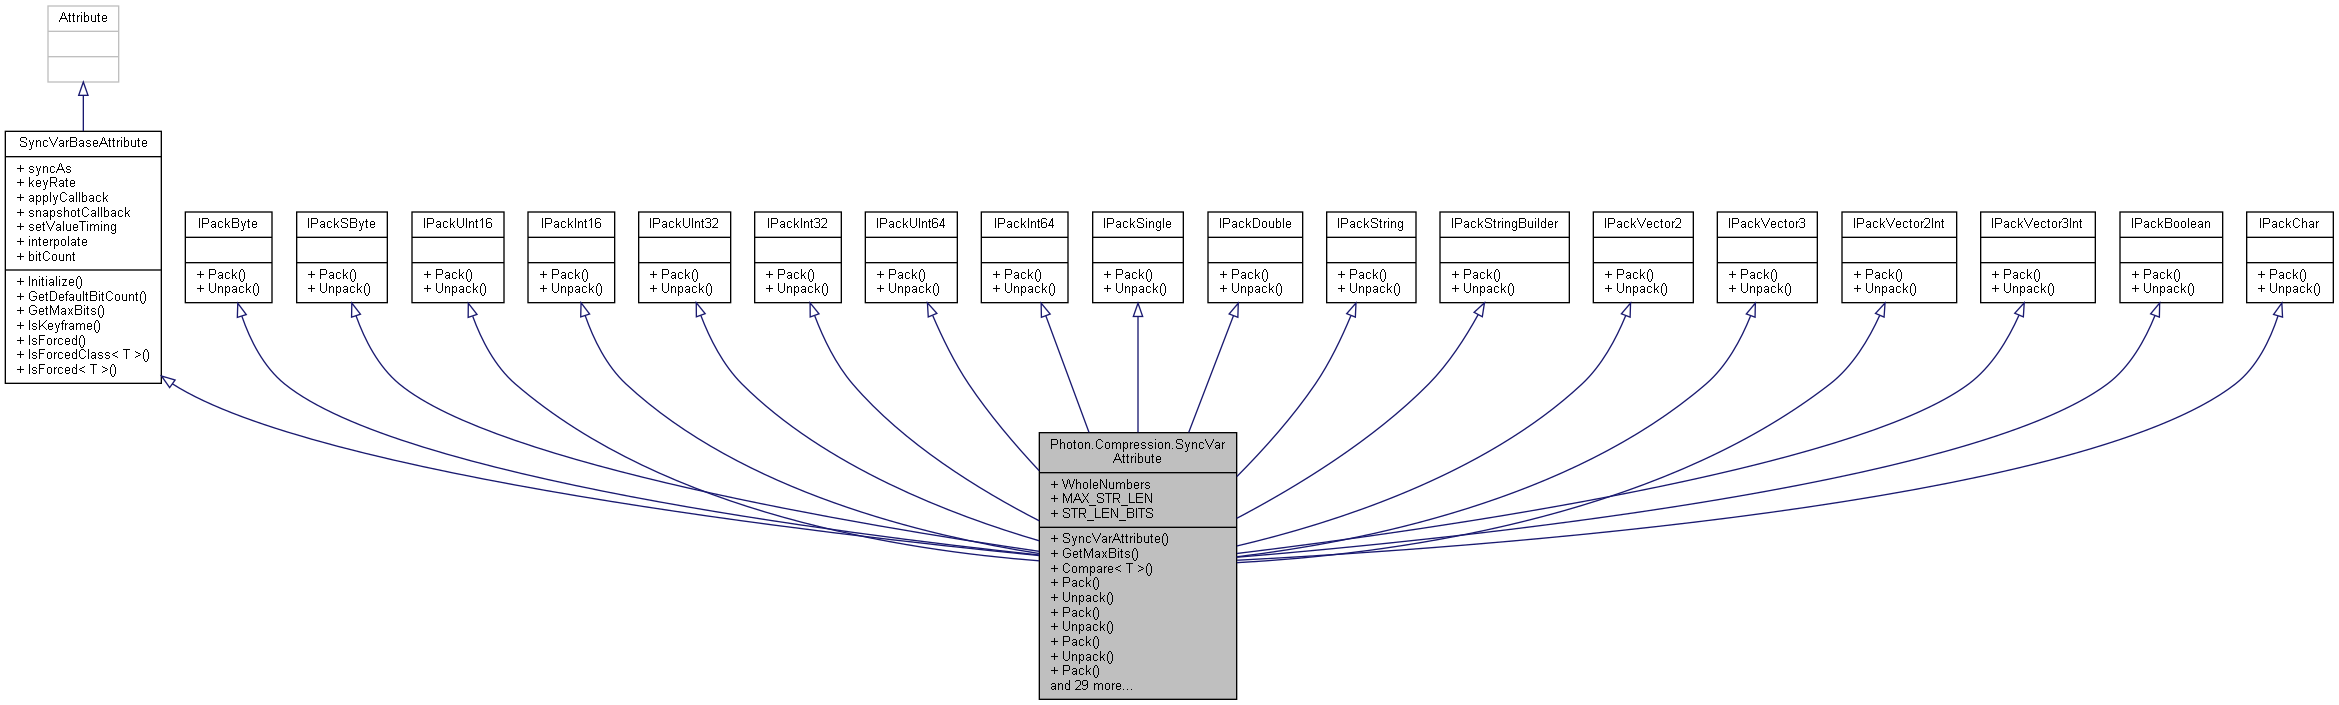 Attribute
SyncVarBaseAttribute
+ syncAs
+ keyRate
+ applyCallback
+ snapshotCallback
+ setValueTiming
+ interpolate
+ bitCount
+ Initialize()
+ GetDefaultBitCount()
+ GetMaxBits()
+ IsKeyframe()
+ IsForced()
+ IsForcedClass< T >()
+ IsForced< T >()
IPackByte
+ Pack()
+ Unpack()
IPackSByte
+ Pack()
+ Unpack()
IPackUInt16
+ Pack()
+ Unpack()
IPackInt16
+ Pack()
+ Unpack()
IPackUInt32
+ Pack()
+ Unpack()
IPackInt32
+ Pack()
+ Unpack()
IPackUInt64
+ Pack()
+ Unpack()
IPackInt64
+ Pack()
+ Unpack()
IPackSingle
+ Pack()
+ Unpack()
IPackDouble
+ Pack()
+ Unpack()
IPackString
+ Pack()
+ Unpack()
IPackStringBuilder
+ Pack()
+ Unpack()
IPackVector2
+ Pack()
+ Unpack()
IPackVector3
+ Pack()
+ Unpack()
IPackVector2Int
+ Pack()
+ Unpack()
IPackVector3Int
+ Pack()
+ Unpack()
IPackBoolean
+ Pack()
+ Unpack()
IPackChar
+ Pack()
+ Unpack()
Photon.Compression.SyncVar
Attribute
+ WholeNumbers
+ MAX_STR_LEN
+ STR_LEN_BITS
+ SyncVarAttribute()
+ GetMaxBits()
+ Compare< T >()
+ Pack()
+ Unpack()
+ Pack()
+ Unpack()
+ Pack()
+ Unpack()
+ Pack()
and 29 more...